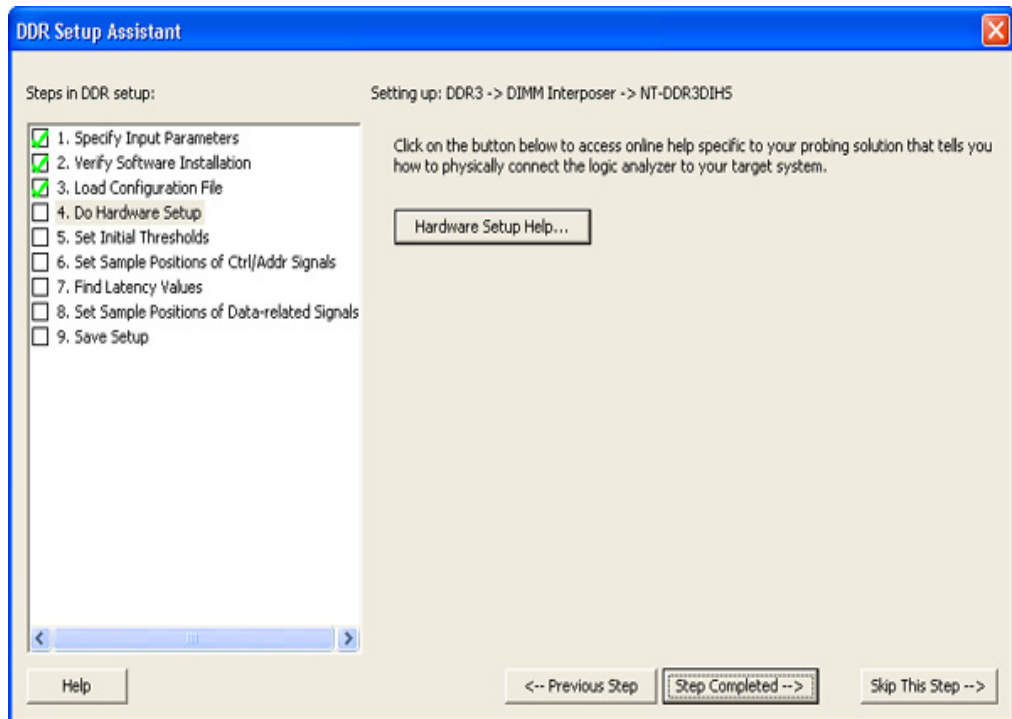 DDR Setup Assistant
Steps in DDR setup:
1. Specify Input Parameters
2. Verify Software Installation
3. Load Configuration File
4. Do Hardware Setup
5. Set Initial Thresholds
6. Set Sample Positions of Ctrl/Addr Signals
7. Find Latency Values
8. Set Sample Positions of Data-related Signals
9. Save Setup
Setting up: DDR3 -> DIMM Interposer -> NT-DDR3DIHS
Click on the button below to access online help specific to your probing solution that tells you
how to physically connect the logic analyzer to your target system.
Hardware Setup Help...
Help
<-- Previous Step
Step Completed -->
Skip This Step -->